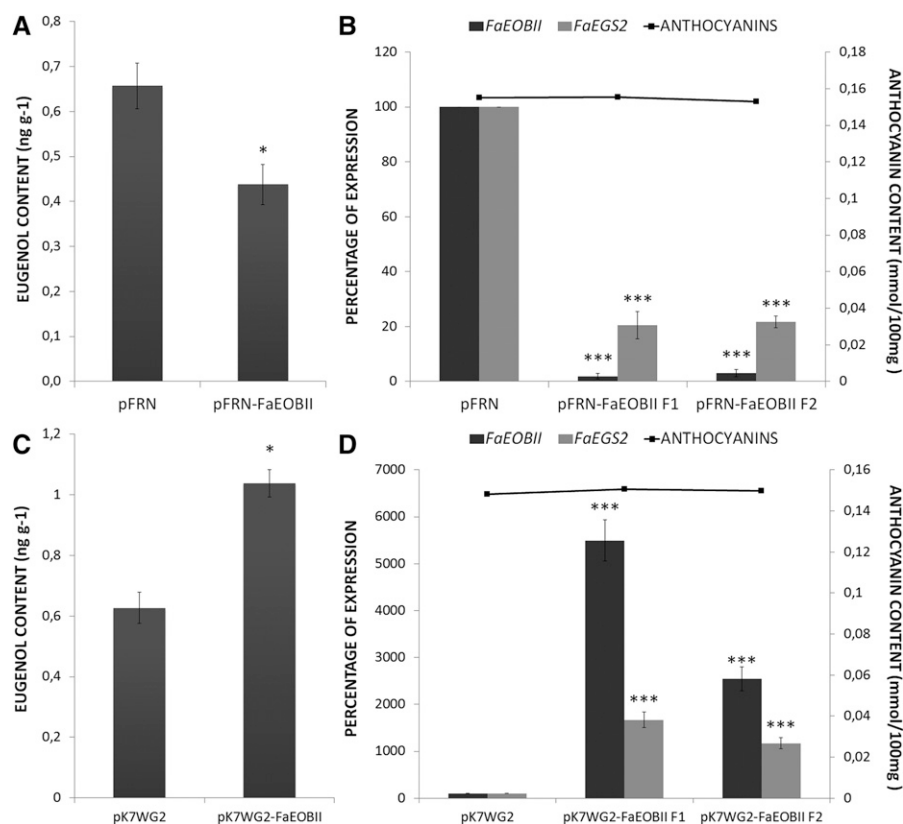 A
EUGENOL CONTENT (ng g-1)
0,8
0,7
0,6
0,5
0,4
0,3
0,2
0,1
0,0
*
pFRN
pFRN-FaEOBII
B
FaEOBII
FaEGS2
ANTHOCYANINS
PERCENTAGE OF EXPRESSION
120
100
80
60
40
20
0
***
***
***
***
pFRN
pFRN-FaEOBII F1
pFRN-FaEOBII F2
0,18
0,16
0,14
0,12
0,1
0,08
0,06
0,04
0,02
0
ANTHOCYANIN CONTENT (mmol/100mg)
C
EUGENOL CONTENT (ng g-1)
1,2
1
0,8
0,6
0,4
0,2
0
*
pK7WG2
pK7WG2-FaEOBII
D
FaEOBII
FaEGS2
ANTHOCYANINS
PERCENTAGE OF EXPRESSION
7000
6000
5000
4000
3000
2000
1000
0
***
***
***
***
pK7WG2
pK7WG2-FaEOBII F1
pK7WG2-FaEOBII F2
0,16
0,14
0,12
0,1
0,08
0,06
0,04
0,02
0
ANTHOCYANIN CONTENT (mmol/100mg)